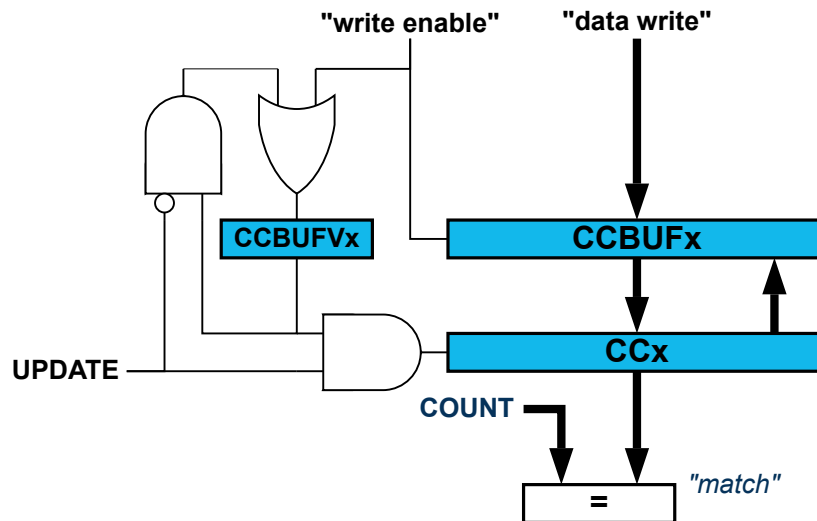 "write enable"
"data write"
CCBUFVx
CCBUFx
UPDATE
CCx
COUNT
=
"match"